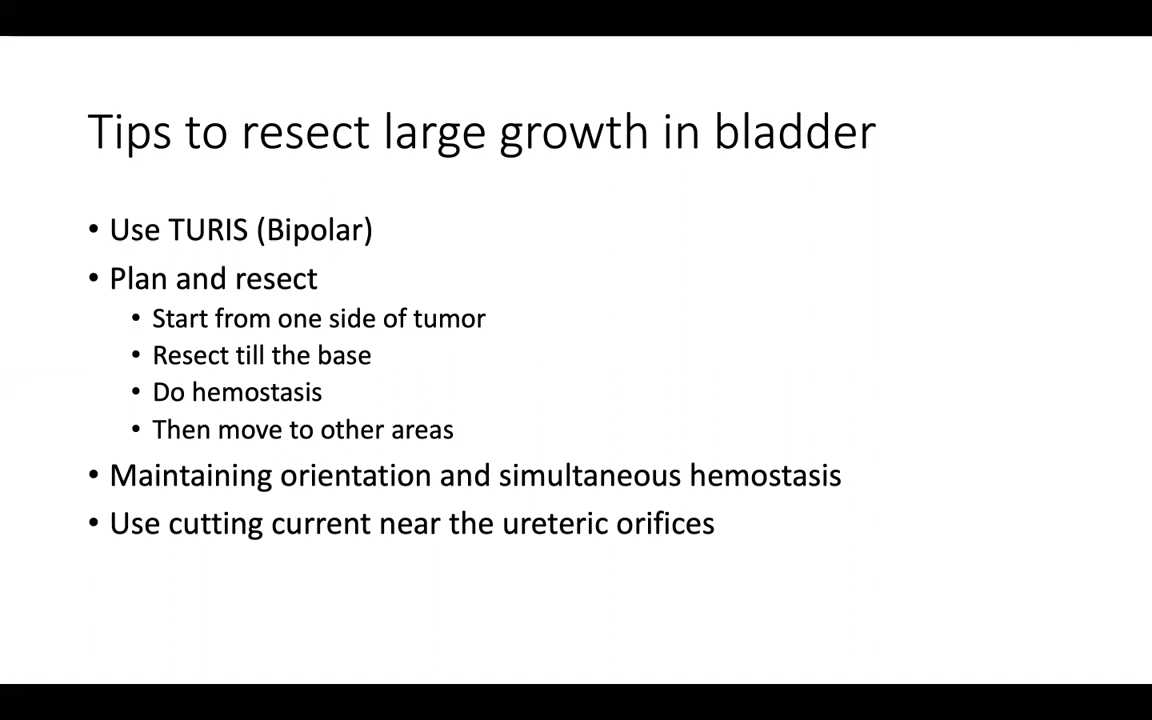 Tips to resect large growth in bladder
• Use TURIS (Bipolar)
• Plan and resect
• Start from one side of tumor
• Resect till the base
• Do hemostasis
• Then move to other areas
• Maintaining orientation and simultaneous hemostasis
• Use cutting current near the ureteric orifices